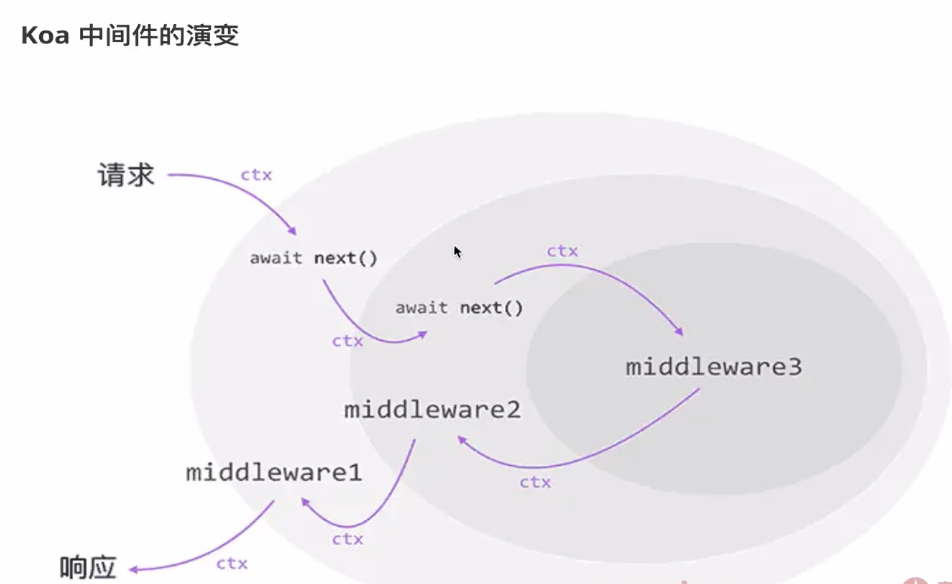 Koa 中间件的演变
请求
ctx
await next()
ctx
await next()
ctx
middleware3
ctx
middleware2
ctx
middleware1
ctx
响应